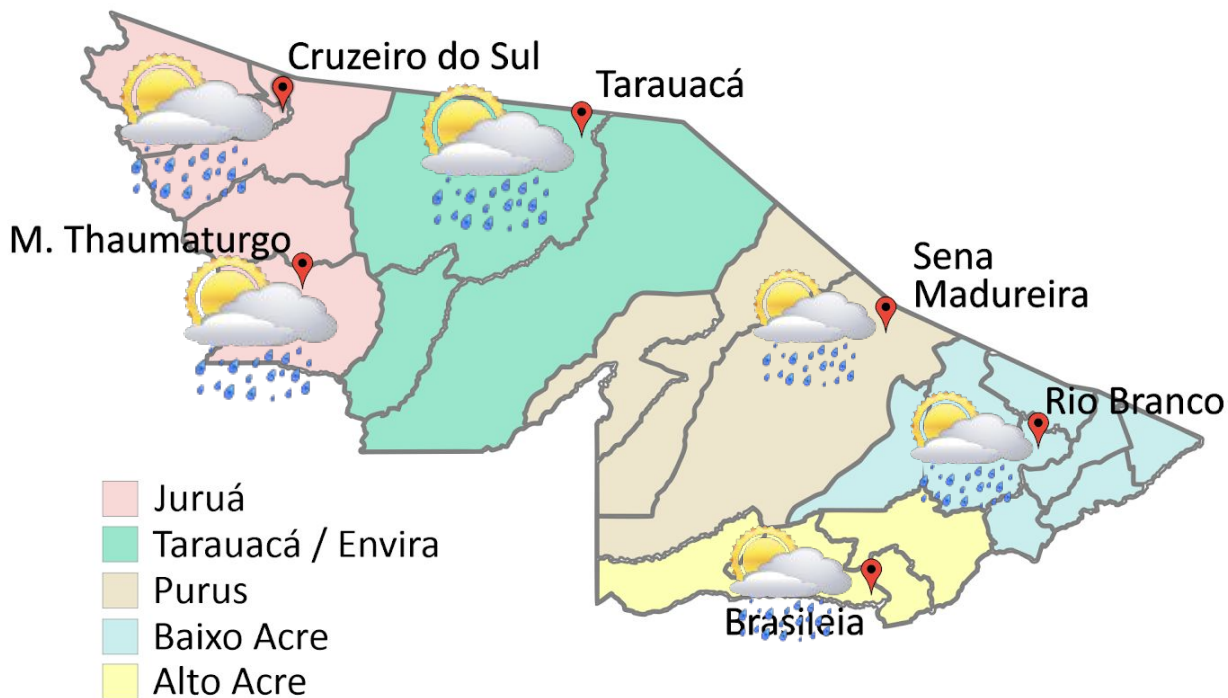 Cruzeiro do Sul
Tarauacá
M. Thaumaturgo
Sena
Madureira
Rio Branco
Brasileia
Juruá
Tarauacá / Envira
Purus
Baixo Acre
Alto Acre